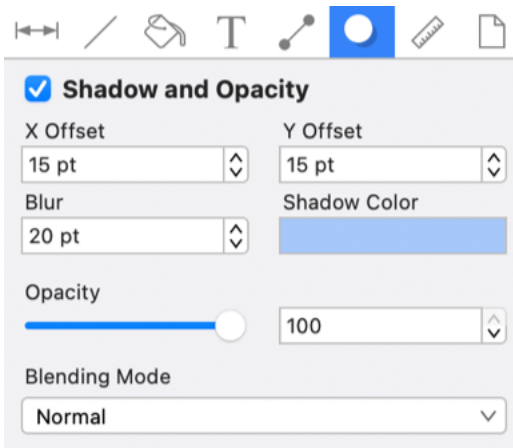 T
Shadow and Opacity
X Offset Y Offset
15 pt 15 pt
Blur Shadow Color
20 pt
Opacity
100
Blending Mode
Normal